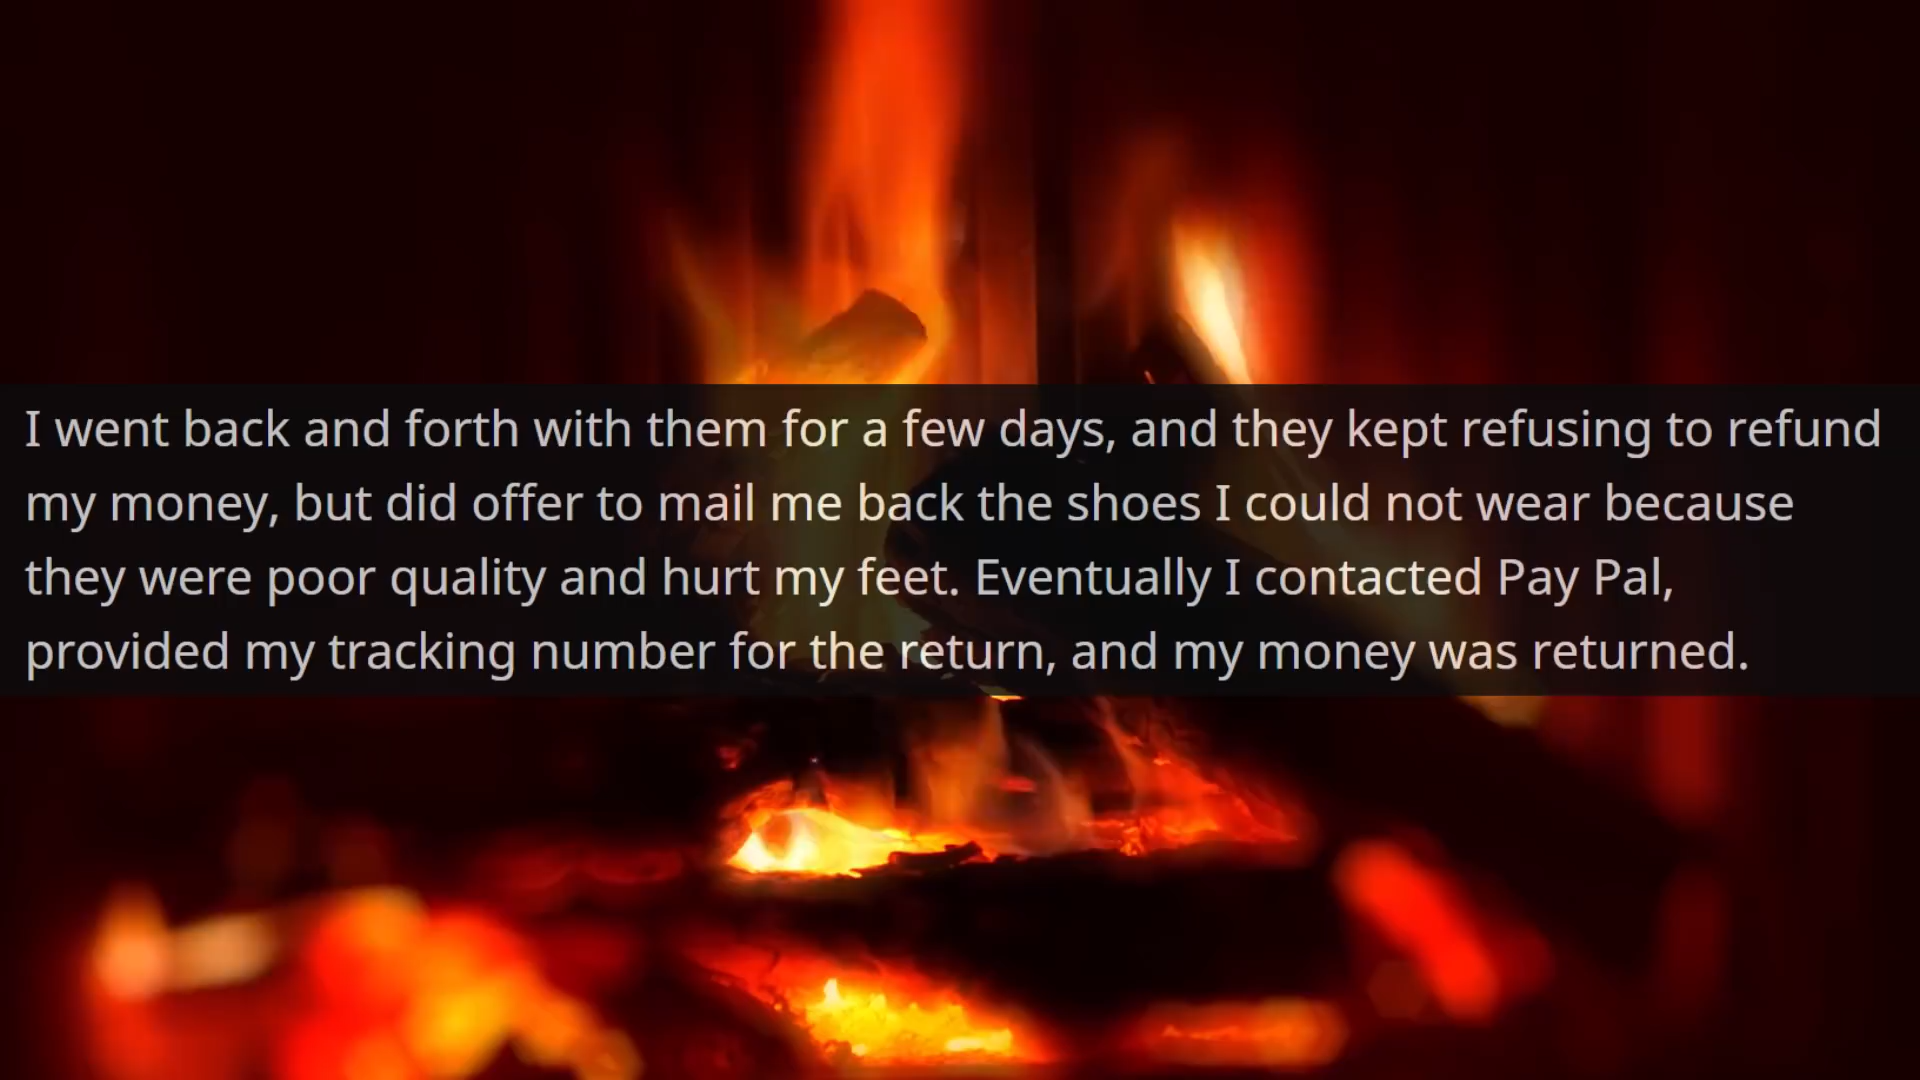 I went back and forth with them for a few days, and they kept refusing to refund
my money, but did offer to mail me back the shoes I could not wear because
they were poor quality and hurt my feet. Eventually I contacted Pay Pal,
provided my tracking number for the return, and my money was returned.